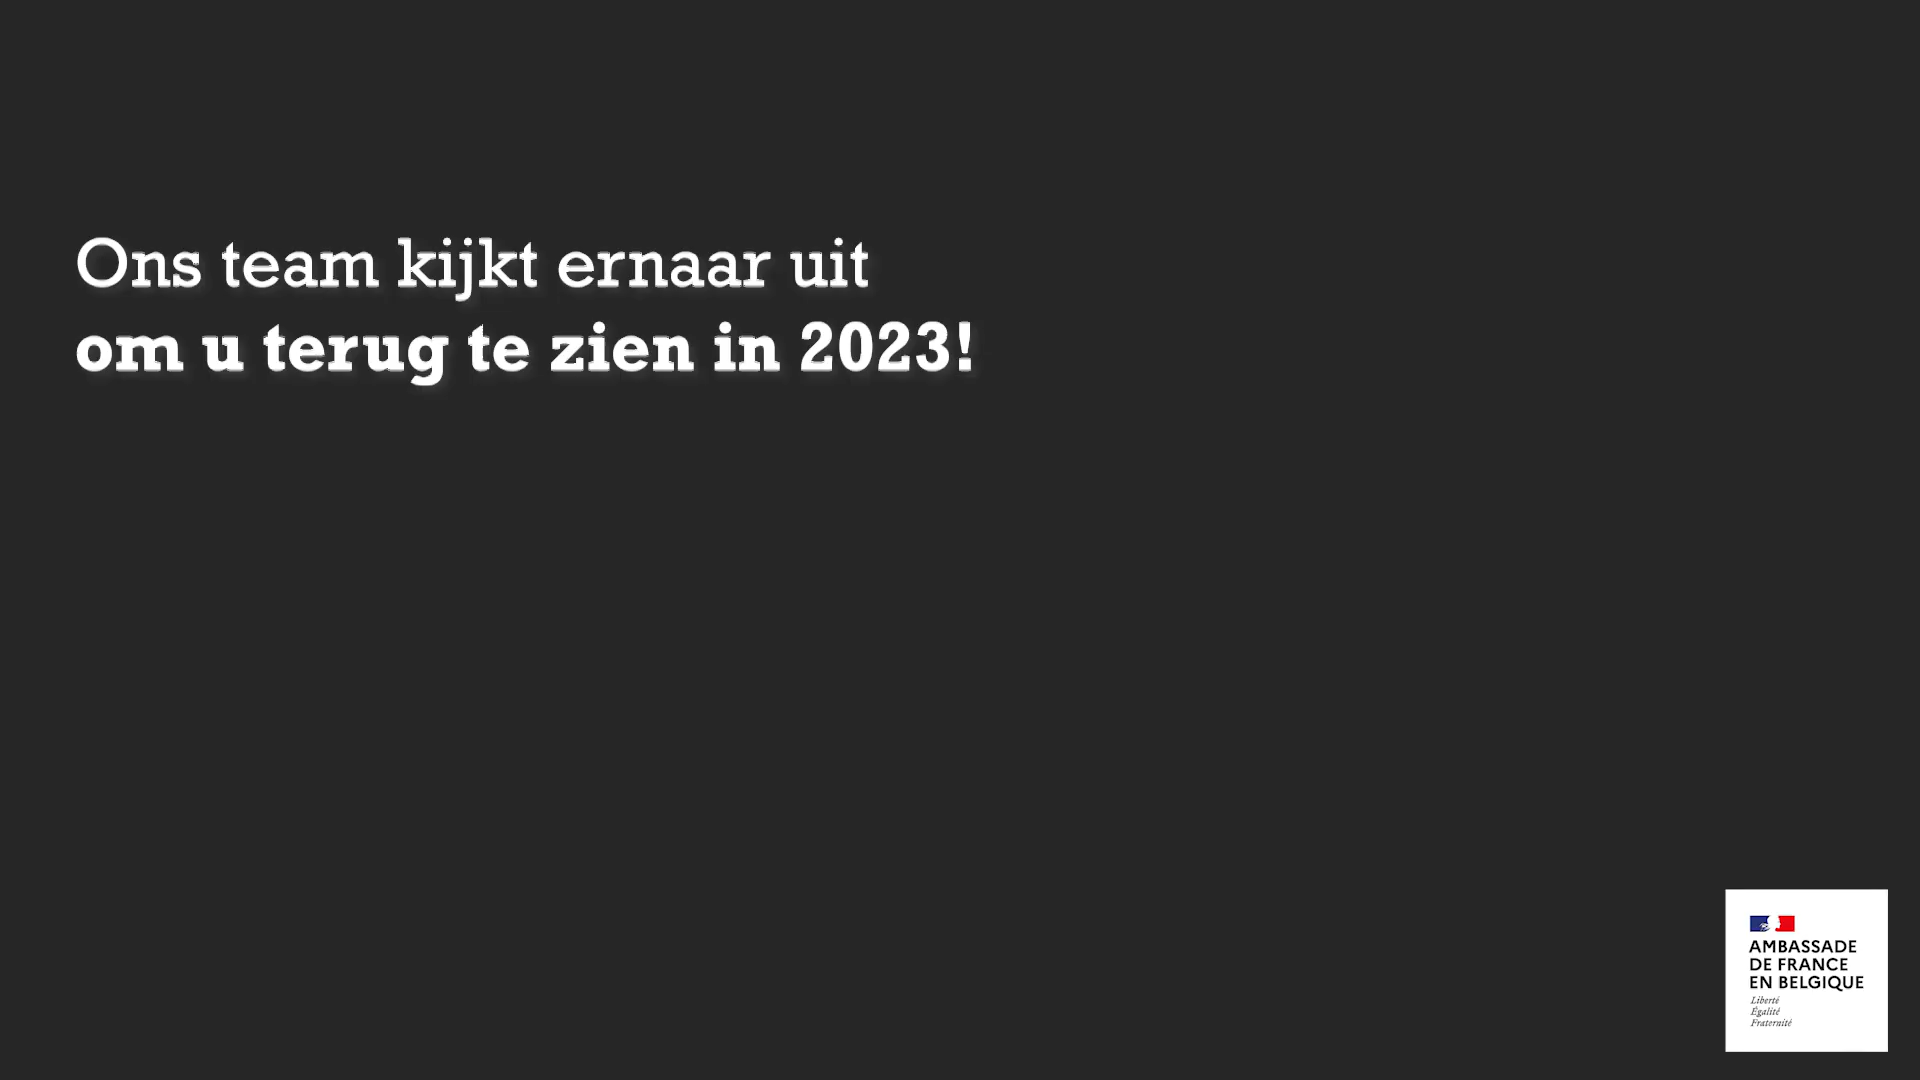 Ons team kijkt ernaar uit
om u terug te zien in 2023!
AMBASSADE
DE FRANCE
EN BELGIQUE
Liberté
Égalité
Fraternité